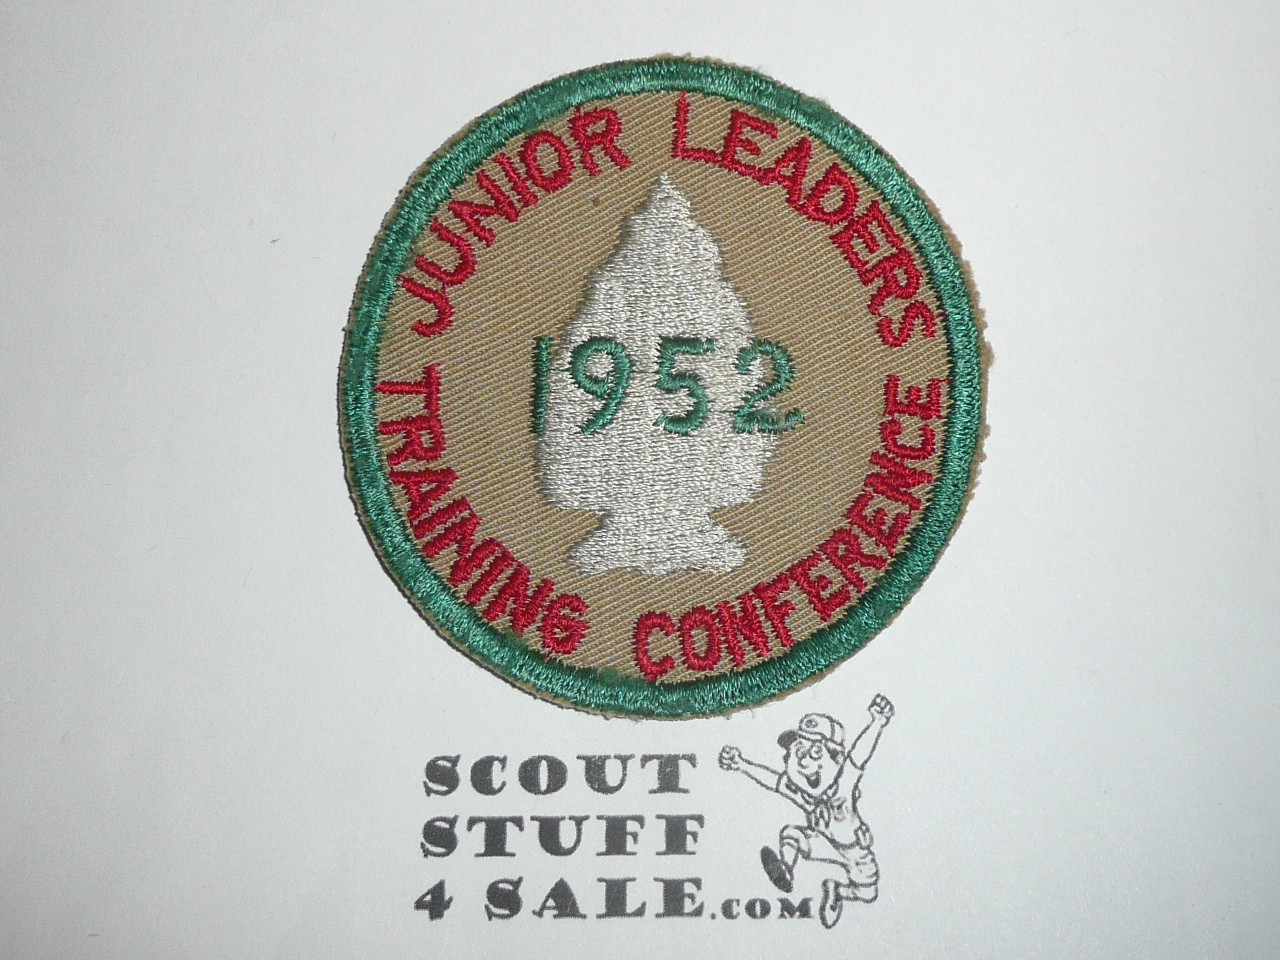 JUNIOR LEADERS
1952
TRAINING CONFERENCE
SCOUT
STUFF
4 SALE.COM